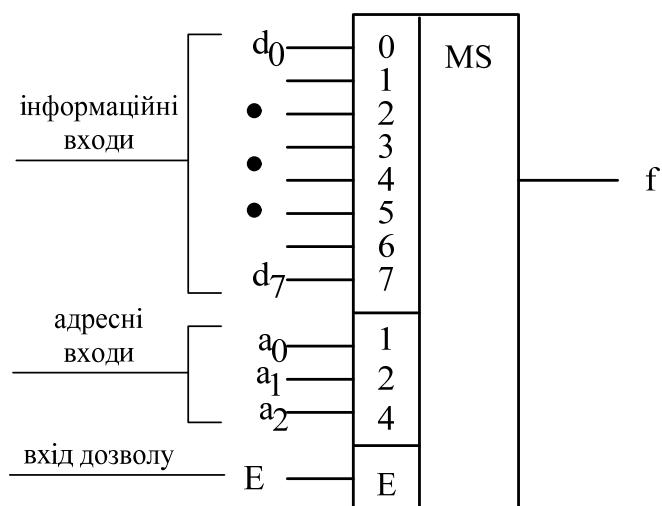 d0 0 MS
1
інформаційні 2
входи 3
4 f
5
6
d7 7
адресні
входи
a0 1
a1 2
a2 4
вхід дозволу E E